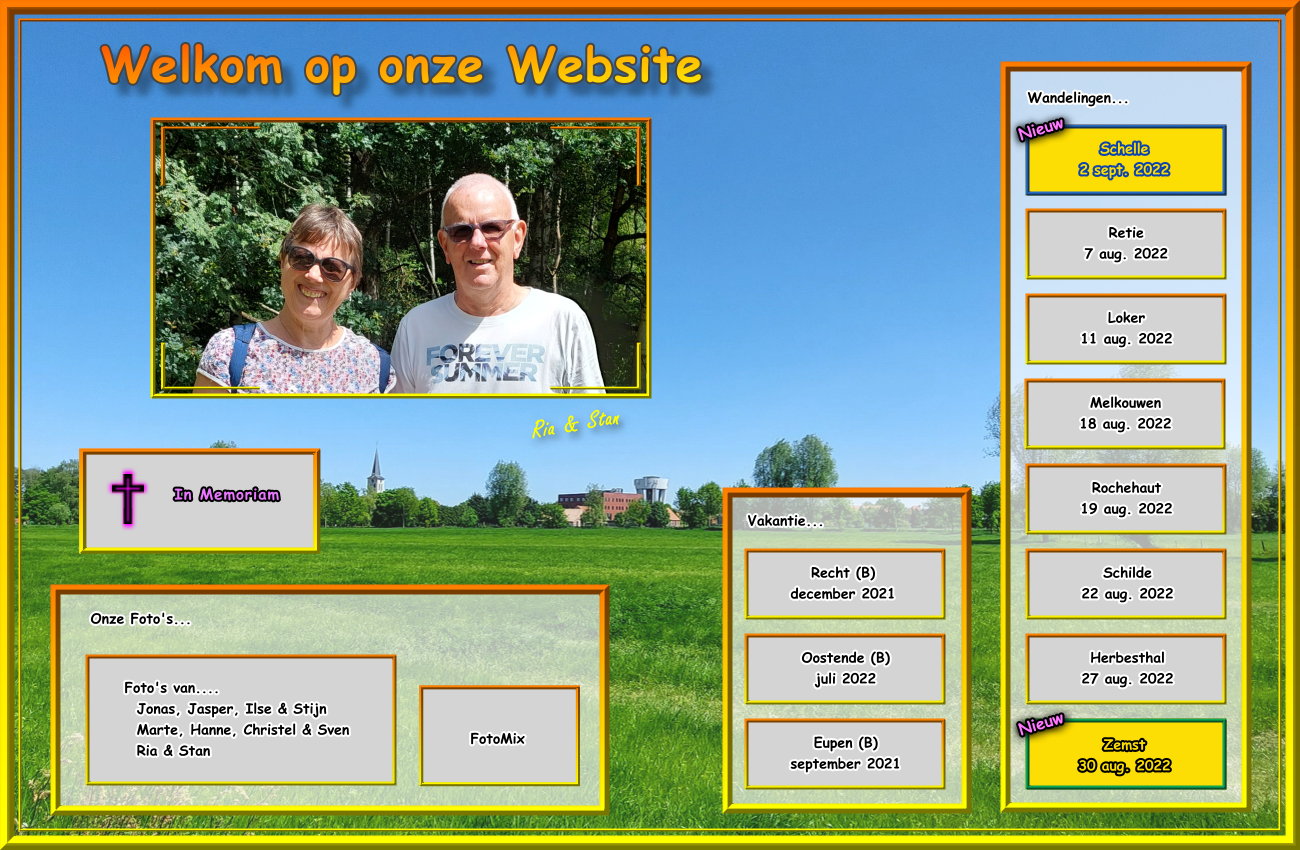 Welkom op onze Website
FOREVER
SUMMER
Ria & Stan
In Memoriam
Onze Foto's...
Foto's van....
Jonas, Jasper, Ilse & Stijn
Marte, Hanne, Christel & Sven
Ria & Stan
FotoMix
Vakantie...
Recht (B)
december 2021
Oostende (B)
juli 2022
Eupen (B)
september 2021
Wandelingen...
Nieuw
Schelle
2 sept. 2022
Retie
7 aug. 2022
Loker
11 aug. 2022
Melkouwen
18 aug. 2022
Rochehaut
19 aug. 2022
Schilde
22 aug. 2022
Herbesthal
27 aug. 2022
Nieuw
Zemst
30 aug. 2022